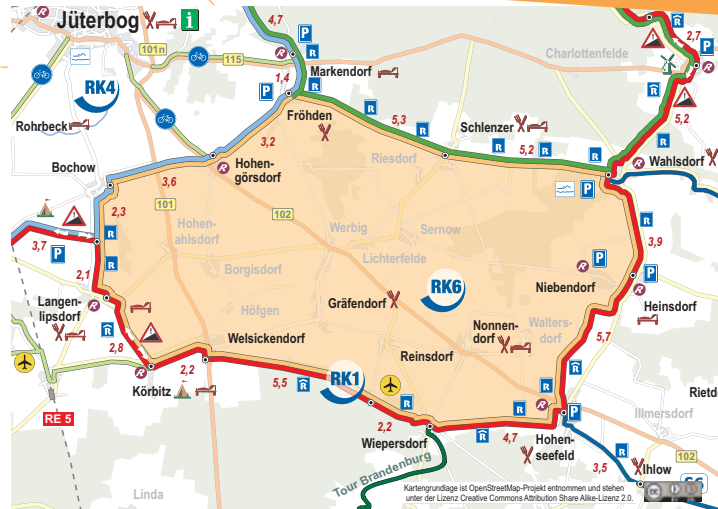 4,7
2,7
Jüterbog
i
P
R
101n
115
Charlottenfelde
RK4
1,4
Markendorf
5,2
Rohrbeck
Fröhden
5,3
Schlenzer
5,2
3,2
Riesdorf
Wahlsdorf
Bochow
Hohen-
görsdorf
3,6
2,3
101
102
Hohen-
ahlsdorf
Werbig
Sernow
3,7
3,9
2,1
Borgisdorf
Lichterfelde
RK6
Niebendorf
Langen-
lipsdorf
Höfgen
Gräfendorf
Heinsdorf
Nonnen-
dorf
Walters-
dorf
5,7
2,8
Welsickendorf
Reinsdorf
2,2
RK1
5,5
Körbitz
Rietd
RE 5
2,2
Illmersdorf
4,7
Wiepersdorf
Hohen-
seefeld
102
Tour Brandenburg
3,5
Ihlow
Linda
Kartengrundlage ist OpenStreetMap-Projekt entnommen und stehen
unter der Lizenz Creative Commons Attribution Share Alike-Lizenz 2.0.
cc